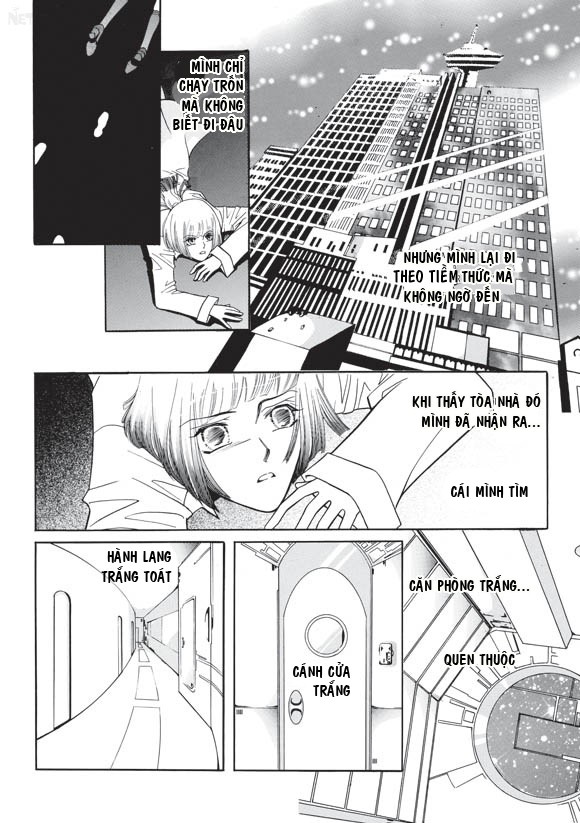 MÌNH CHỈ
CHẠY TRỐN
MÀ KHÔNG
BIẾT ĐI ĐÂU
NHƯNG MÌNH LẠI ĐI
THEO TIỀM THỨC MÀ
KHÔNG NGỜ ĐẾN
KHI THẤY TÒA NHÀ ĐÓ
MÌNH ĐÃ NHẬN RA...
CÁI MÌNH TÌM
HÀNH LANG
TRẮNG TOÁT
CÁNH CỬA
TRẮNG
CĂN PHÒNG TRẮNG...
QUEN THUỘC